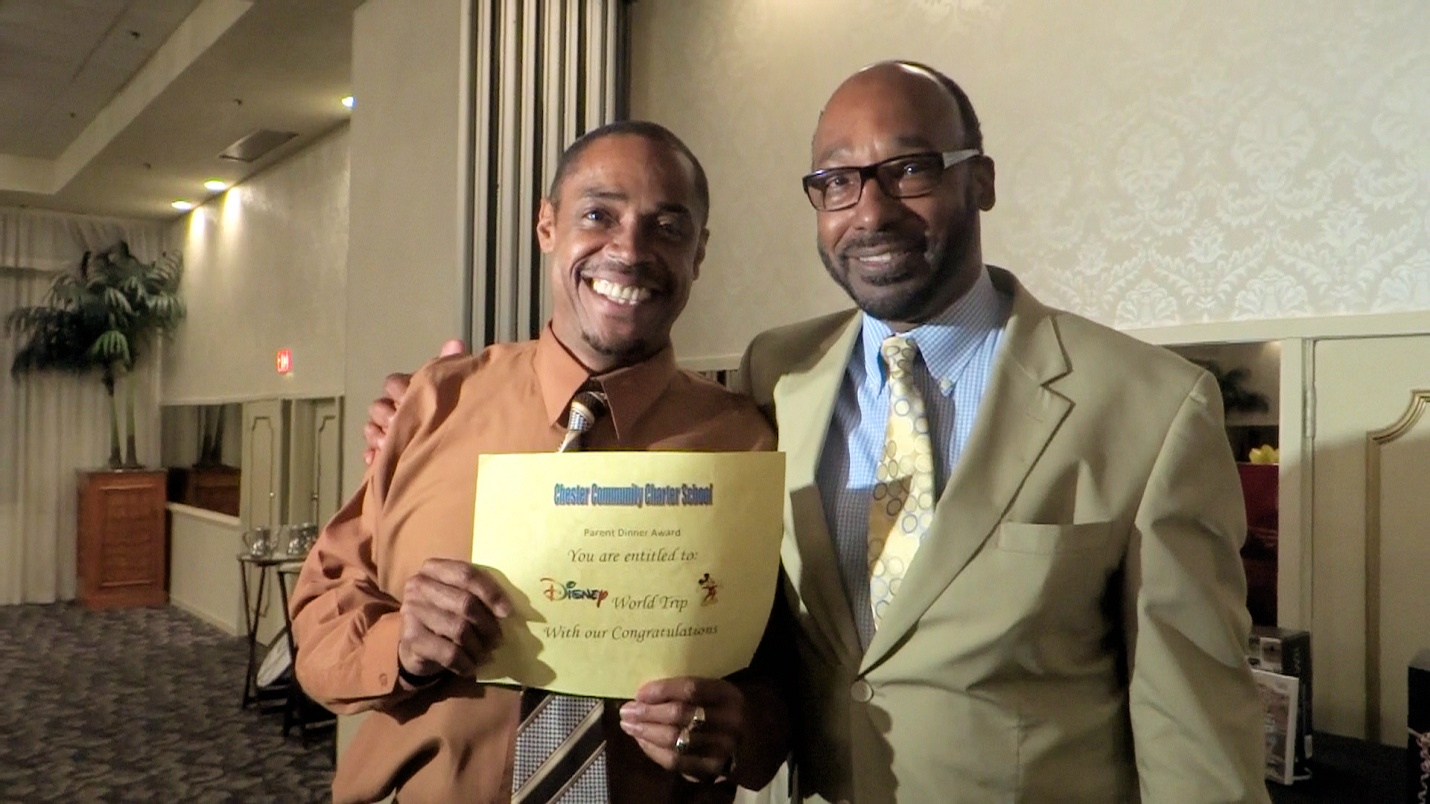 Chester Community Charter School
Parent Dinner Award
You are entitled to:
Disney World Trip
With our Congratulations